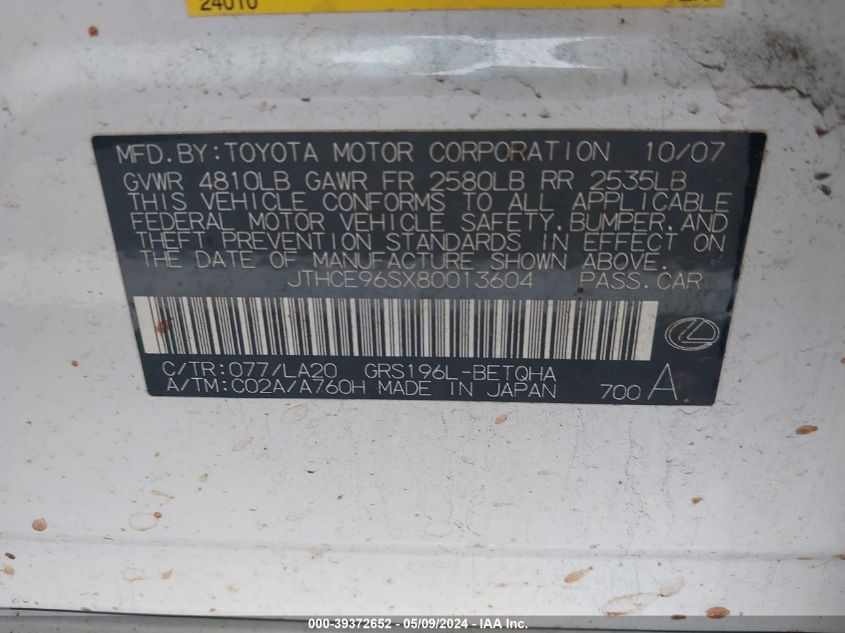 24010
MFD.BY:TOYOTA MOTOR CORPORATION 10/07
GVWR 4810LB GAWR FR 2580LB RR 2535LB
THIS VEHICLE CONFORMS TO ALL APPLICABLE
FEDERAL MOTOR VEHICLE SAFETY,BUMPER,AND
THEFT PREVENTION STANDARDS IN EFFECT ON
THE DATE OF MANUFACTURE SHOWN ABOVE.
JTHCE96SX80013604 PASS.CAR
C/TR:077/LA20 GRS196L-BETQHA
A/TM:C02A/A760H MADE IN JAPAN 700 A
000-39372652 - 05/09/2024 - IAA Inc.